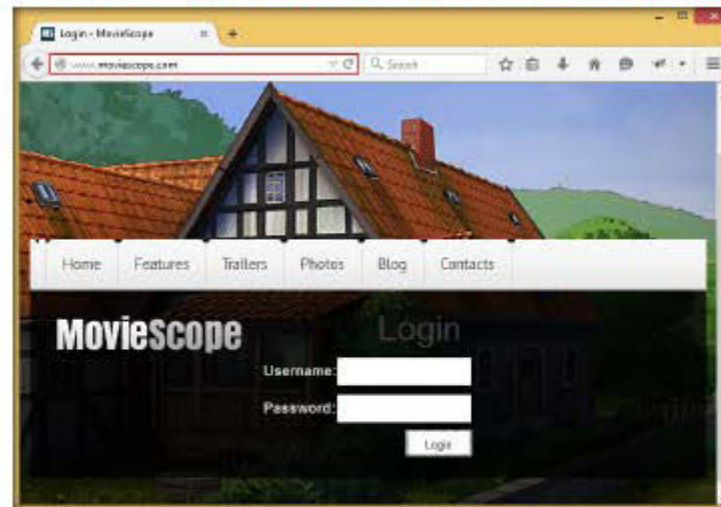 Login - MovieScope
www.moviescope.com
Search
Home Features Trailers Photos Blog Contacts
MovieScope
Login
Username:
Password:
Login